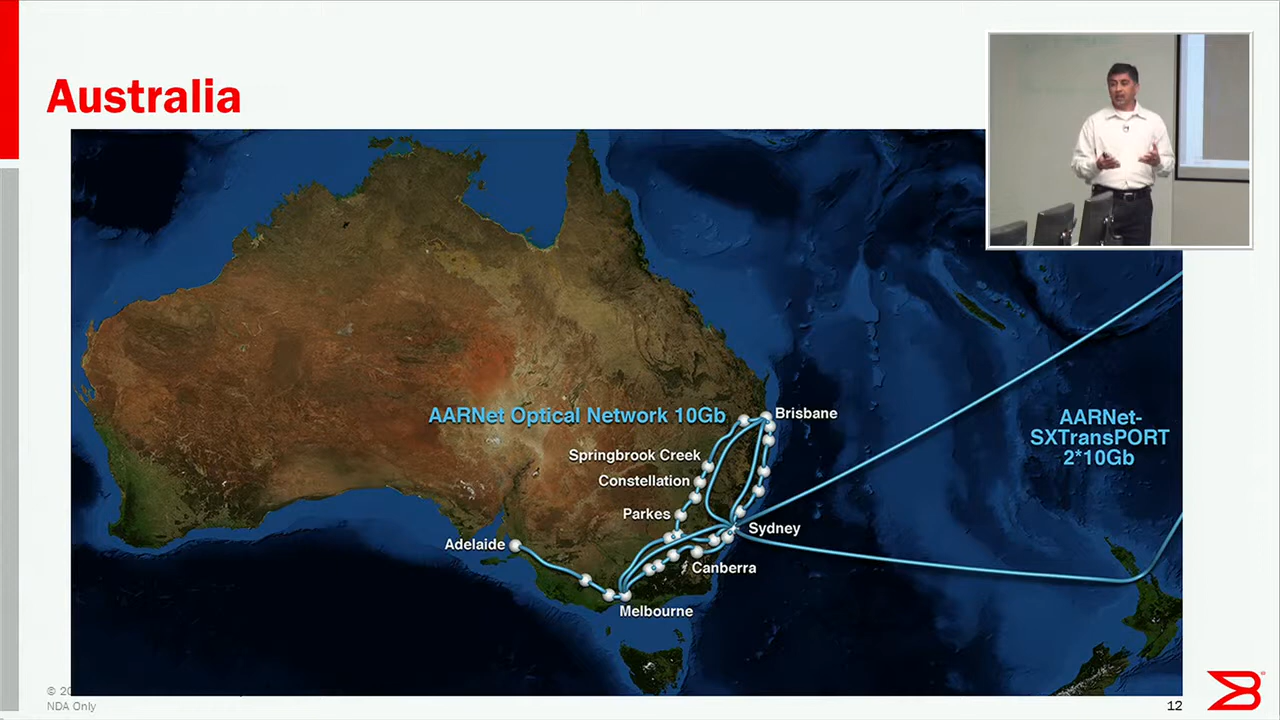 Australia
AARNet Optical Network 10Gb
Brisbane
AARNet-
SXTransPORT
2*10Gb
Springbrook Creek
Constellation
Parkes
Sydney
Adelaide
Canberra
Melbourne
© 20
NDA Only
12